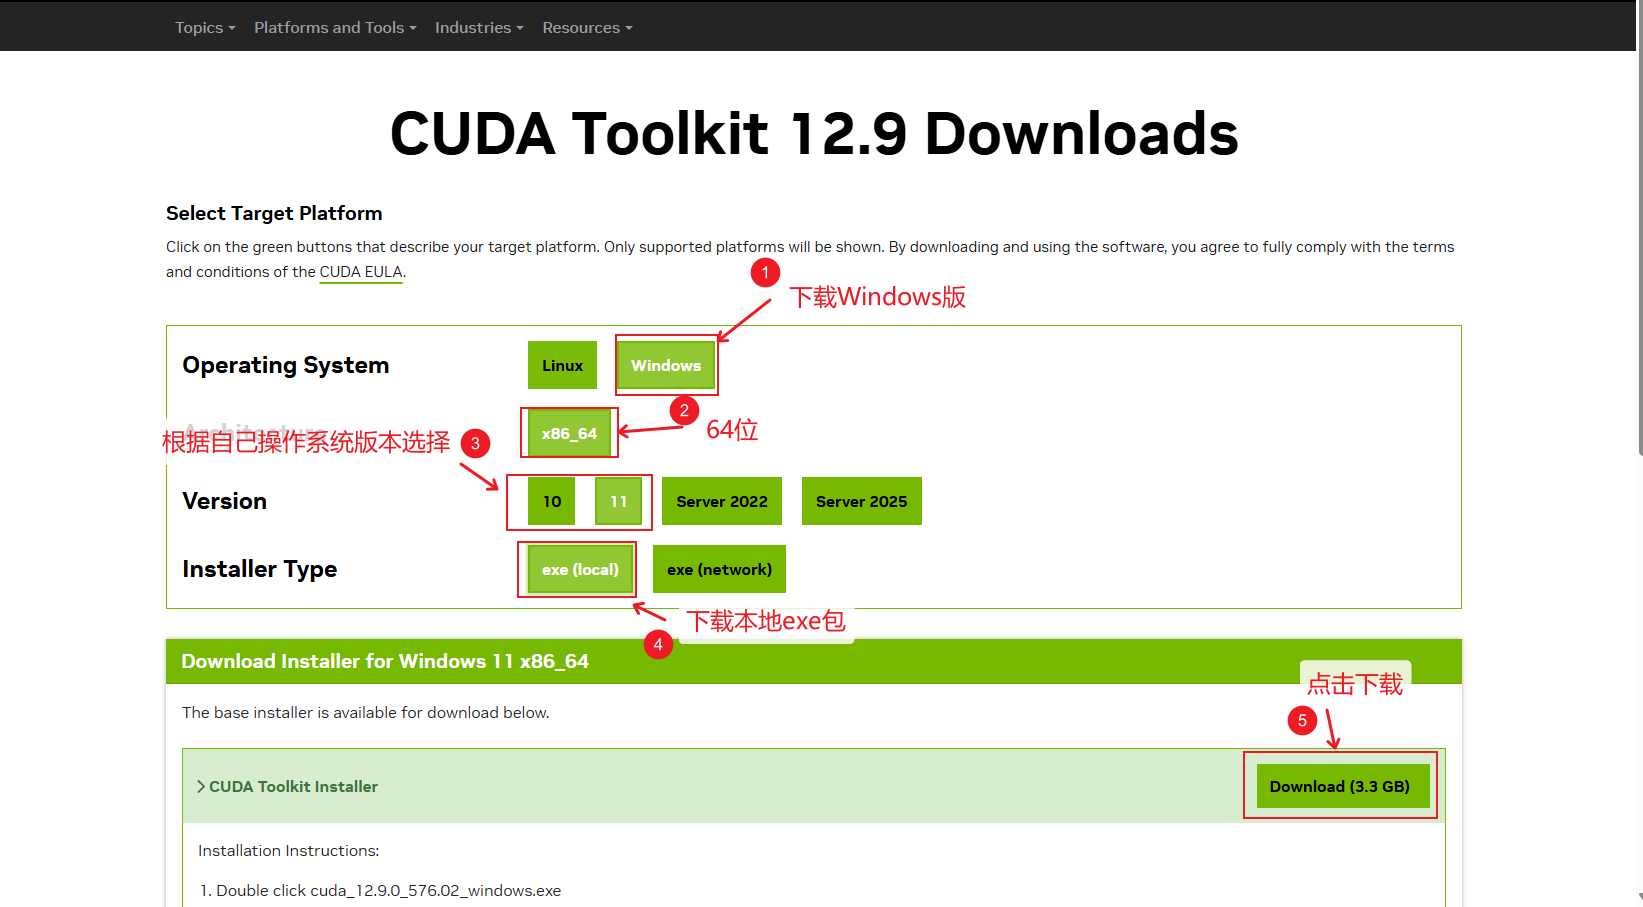 Topics
Platforms and Tools
Industries
Resources
CUDA Toolkit 12.9 Downloads
Select Target Platform
Click on the green buttons that describe your target platform. Only supported platforms will be shown. By downloading and using the software, you agree to fully comply with the terms
and conditions of the CUDA EULA.
1
下载Windows版
Operating System
Linux
Windows
Architecture
x86_64
2
64位
根据自己操作系统版本选择
3
Version
10
11
Server 2022
Server 2025
Installer Type
exe (local)
exe (network)
4
下载本地exe包
Download Installer for Windows 11 x86_64
点击下载
5
The base installer is available for download below.
CUDA Toolkit Installer
Download (3.3 GB)
Installation Instructions:
1. Double click cuda_12.9.0_576.02_windows.exe